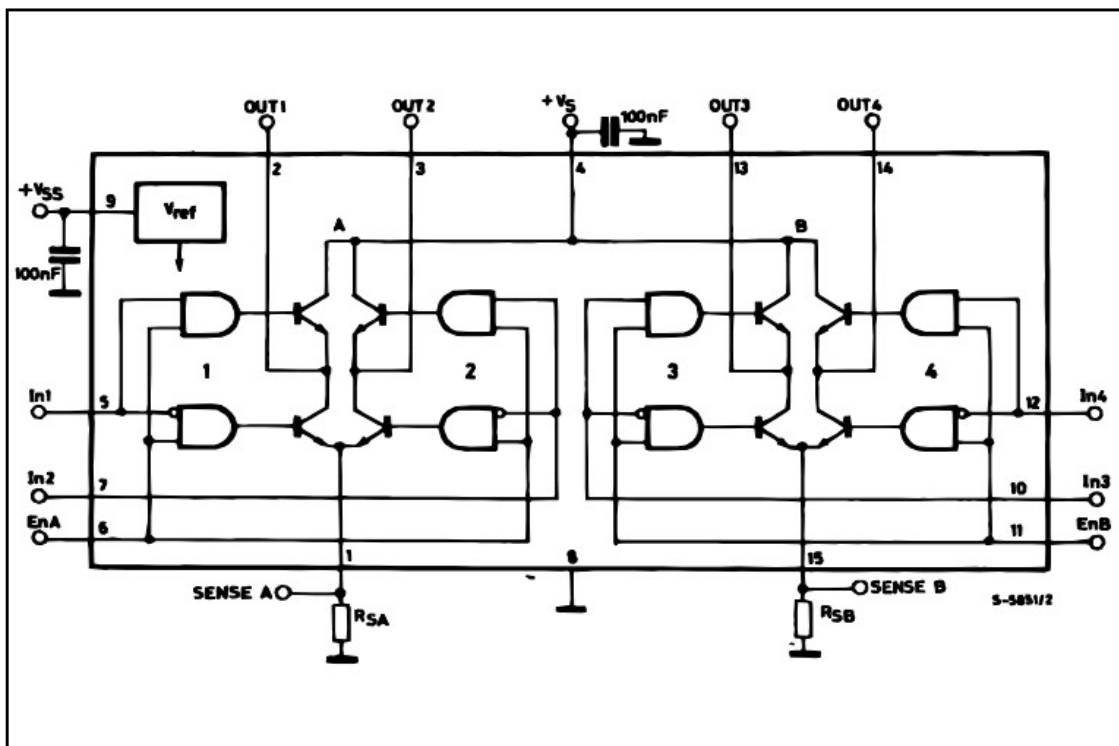 OUT1 OUT2 +VS 100nF OUT3 OUT4
2 3 4 13 14
+VSS 9 Vref
A B
100nF
1 2 3 4
In1 5 12 In4
In2 7 10 In3
EnA 6 11 EnB
1 8 15
SENSE A SENSE B
S-5851/2
RSA RSB